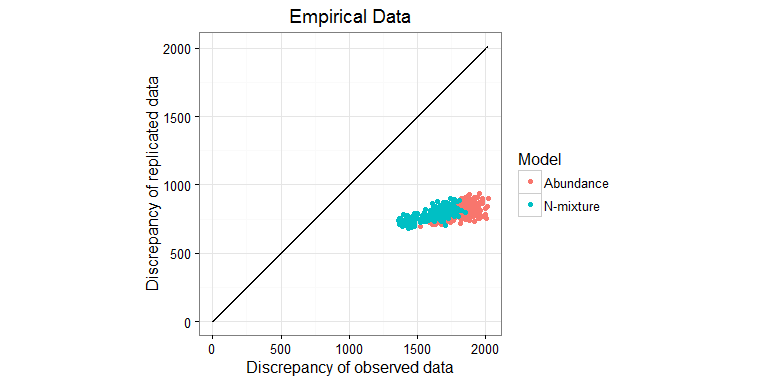 Empirical Data
Discrepancy of replicated data
2000
1500
1000
500
0
0 500 1000 1500 2000
Discrepancy of observed data
Model
Abundance
N-mixture